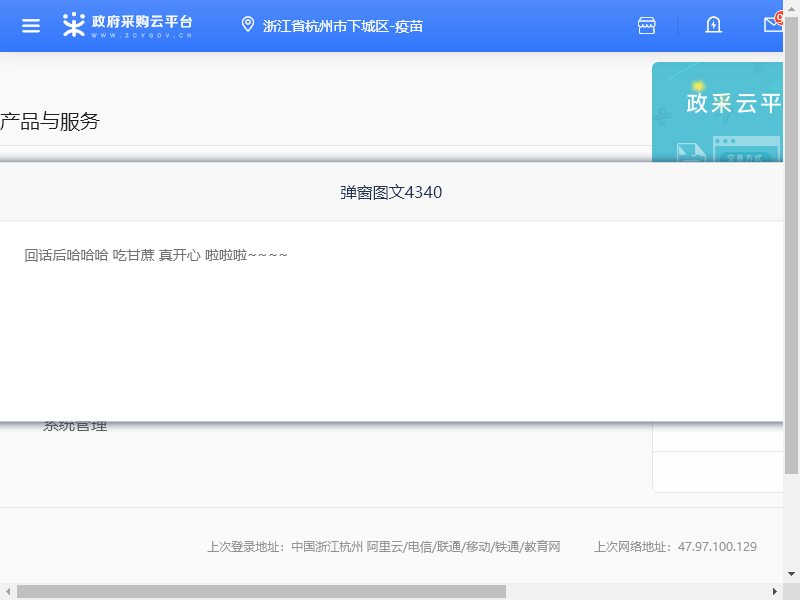 政府采购云平台
WWW.ZCYGOV.CN
浙江省杭州市下城区-疫苗
9
政采云平
产品与服务
交易方式
弹窗图文4340
回话后哈哈哈 吃甘蔗 真开心 啦啦啦~~~~
系统管理
上次登录地址：中国浙江杭州 阿里云/电信/联通/移动/铁通/教育网
上次网络地址：47.97.100.129